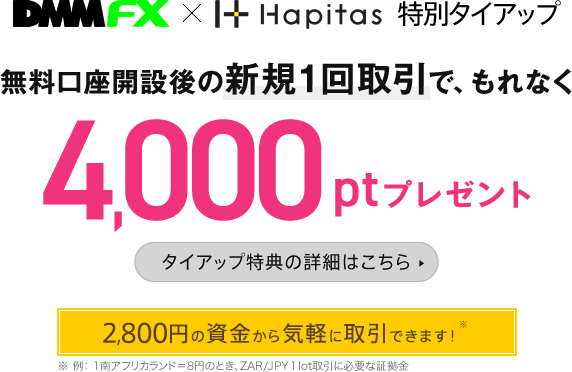 DMM FX × Hapitas 特別タイアップ
無料口座開設後の新規1回取引で、もれなく
4,000ptプレゼント
タイアップ特典の詳細はこちら
2,800円の資金から気軽に取引できます！※
※ 例： 1南アフリカランド＝8円のとき、ZAR/JPY 1lot取引に必要な証拠金